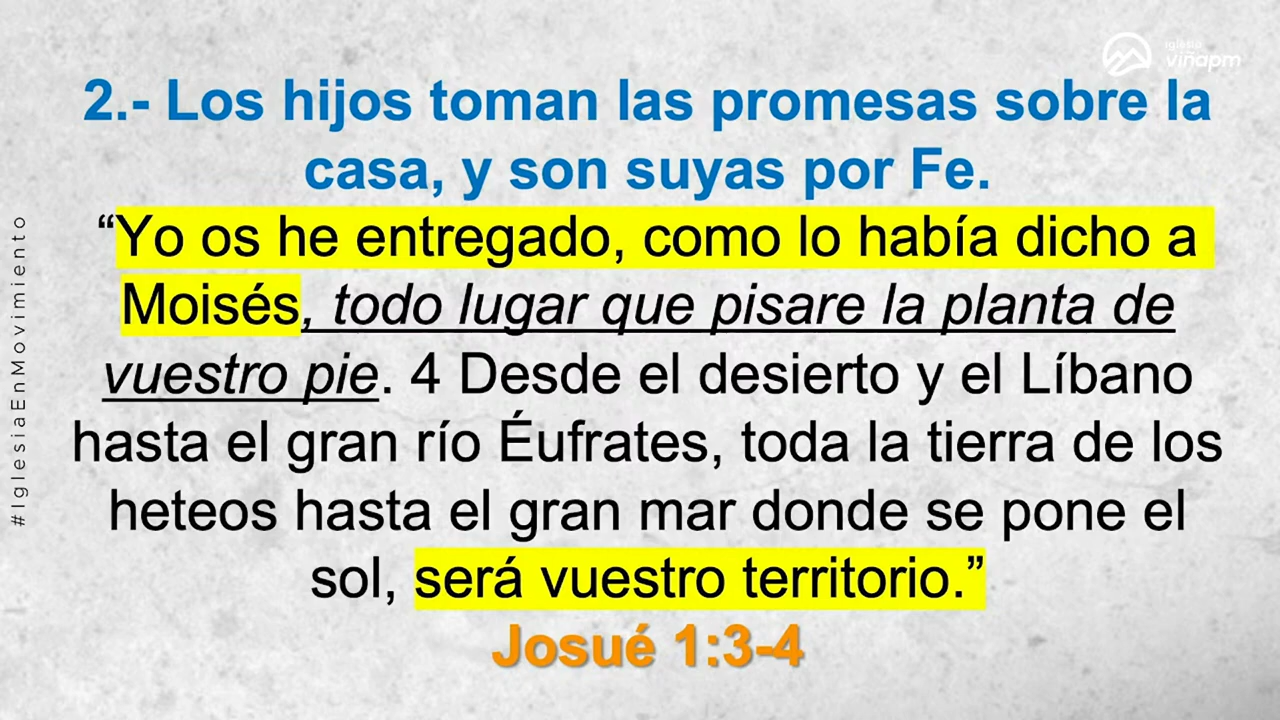 iglesia
viñapm
2.- Los hijos toman las promesas sobre la
casa, y son suyas por Fe.
“Yo os he entregado, como lo había dicho a
Moisés, todo lugar que pisare la planta de
vuestro pie. 4 Desde el desierto y el Líbano
hasta el gran río Éufrates, toda la tierra de los
heteos hasta el gran mar donde se pone el
sol, será vuestro territorio.”
Josué 1:3-4
#IglesiaEnMovimiento